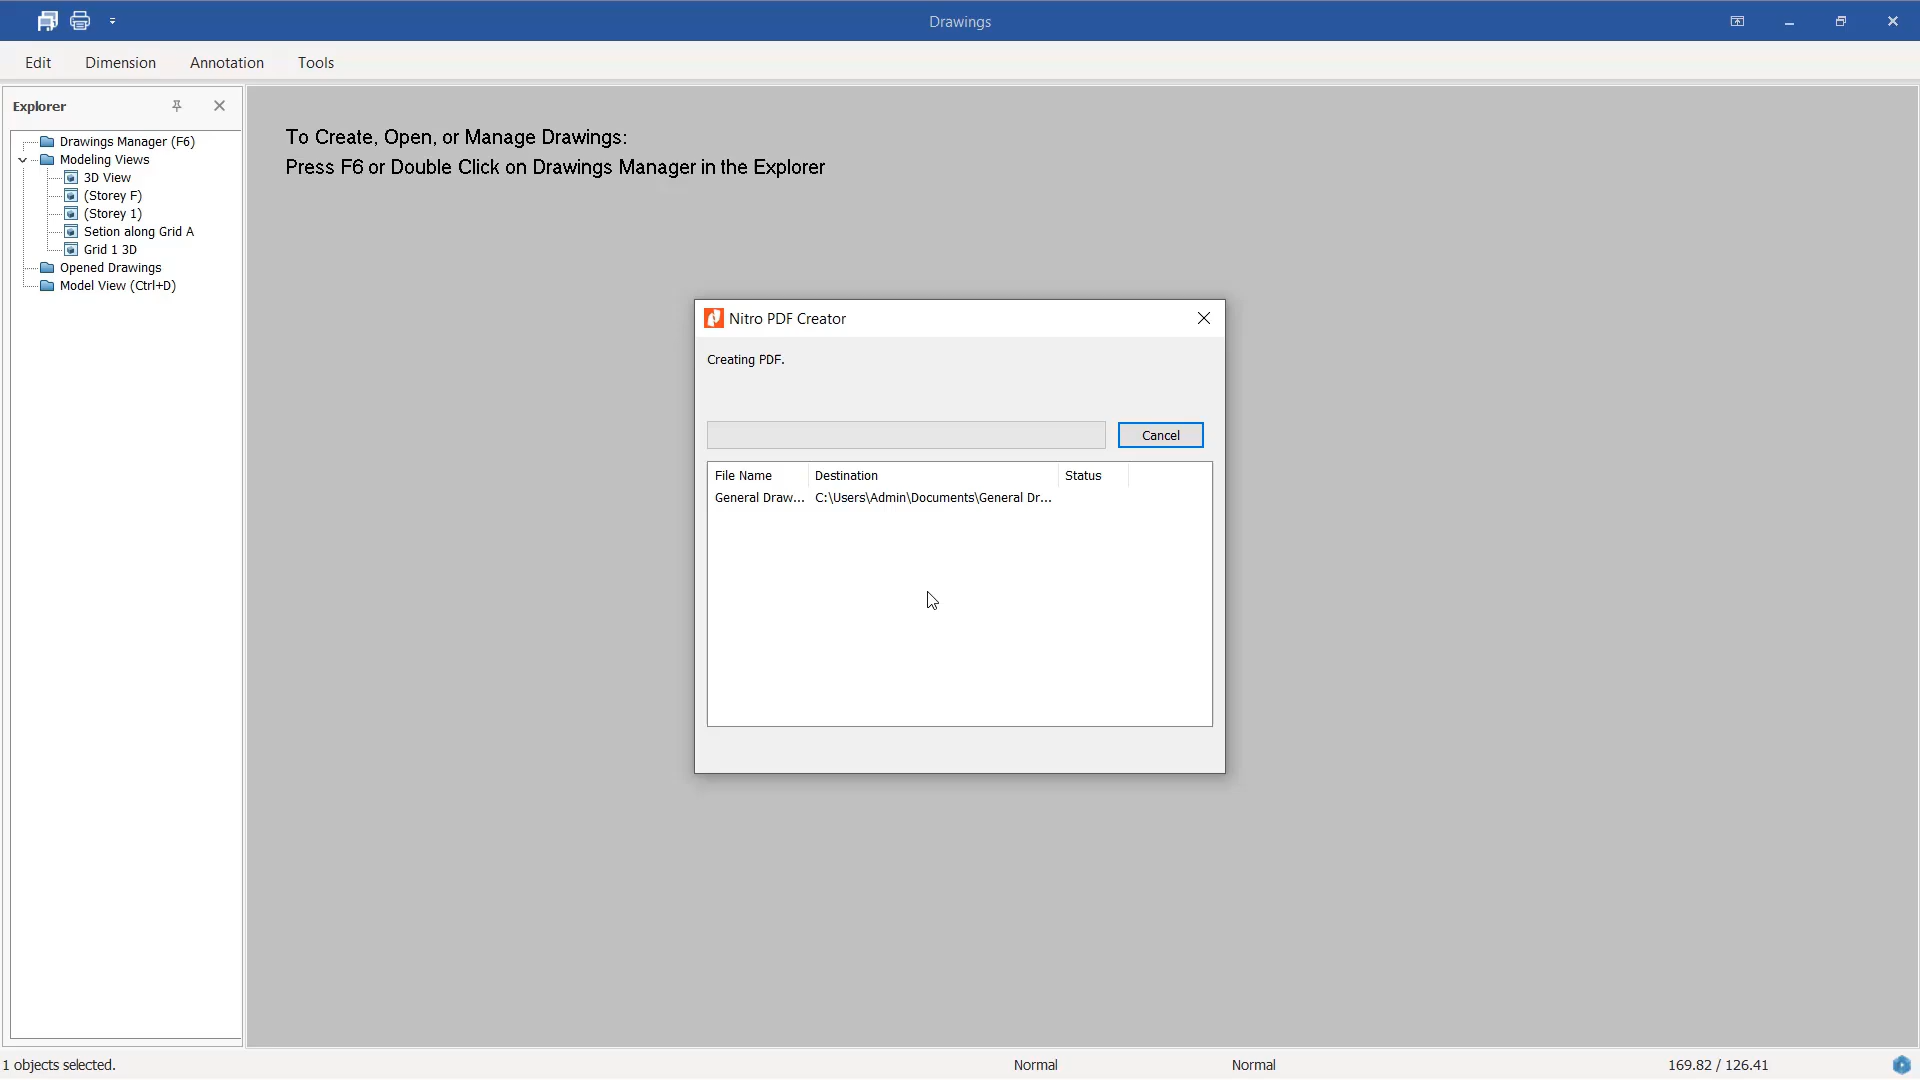 Drawings
Edit Dimension Annotation Tools
Explorer
Drawings Manager (F6)
Modeling Views
3D View
(Storey F)
(Storey 1)
Setion along Grid A
Grid 1 3D
Opened Drawings
Model View (Ctrl+D)
To Create, Open, or Manage Drawings:
Press F6 or Double Click on Drawings Manager in the Explorer
Nitro PDF Creator
Creating PDF.
Cancel
File Name Destination Status
General Draw... C:\Users\Admin\Documents\General Dr...
1 objects selected. Normal Normal 169.82 / 126.41